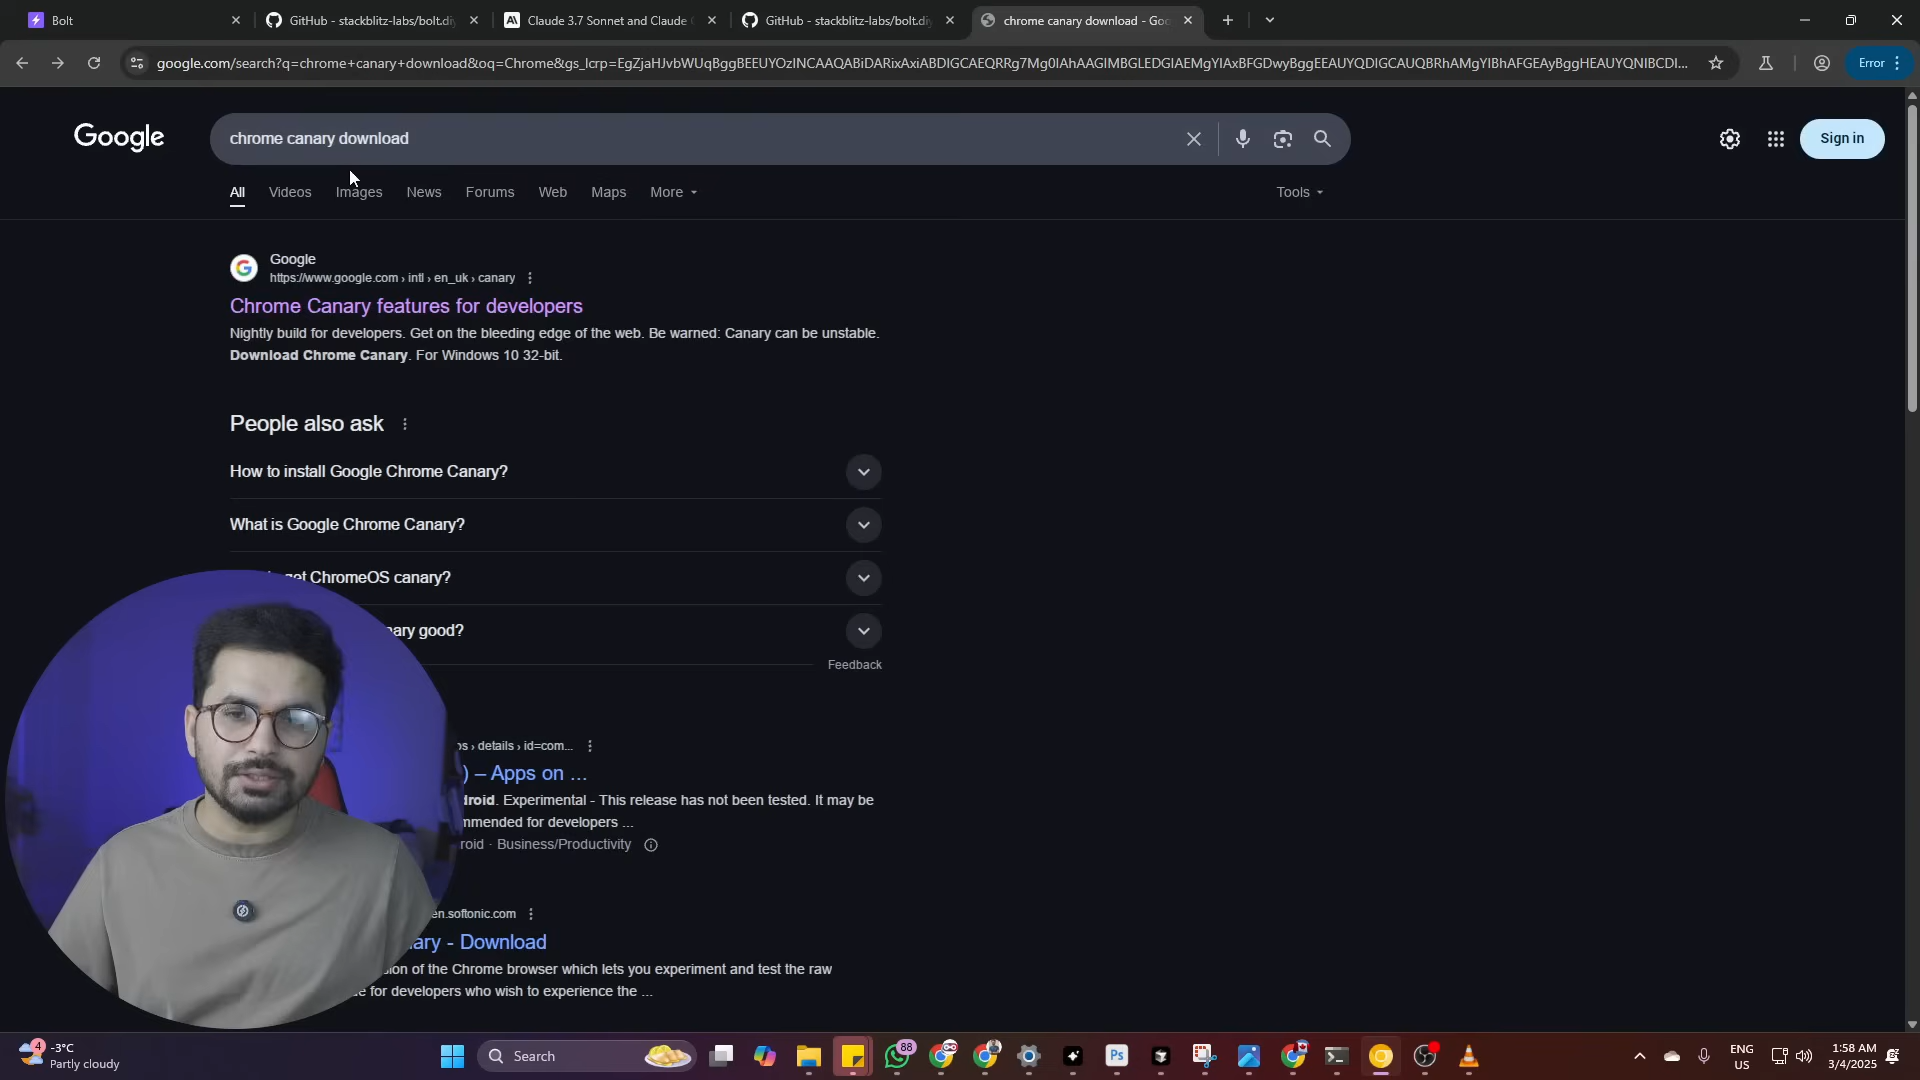 Bolt
GitHub - stackblitz-labs/bolt.diy
Claude 3.7 Sonnet and Claude
GitHub - stackblitz-labs/bolt.diy
chrome canary download - Goo
google.com/search?q=chrome+canary+download&oq=Chrome&gs_lcrp=
Error
Google
chrome canary download
Sign in
All
Videos
Images
News
Forums
Web
Maps
More
Tools
Google
https://www.google.com › intl › en_uk › canary
Chrome Canary features for developers
Nightly build for developers. Get on the bleeding edge of the web. Be warned: Canary can be unstable.
Download Chrome Canary. For Windows 10 32-bit.
People also ask
How to install Google Chrome Canary?
What is Google Chrome Canary?
get ChromeOS canary?
good?
Feedback
› details › id=com...
) – Apps on ...
Experimental - This release has not been tested. It may be
for developers ...
· Business/Productivity
en.softonic.com
- Download
of the Chrome browser which lets you experiment and test the raw
for developers who wish to experience the ...
4
-3°C
Partly cloudy
Search
88
Ps
ENG
US
1:58 AM
3/4/2025